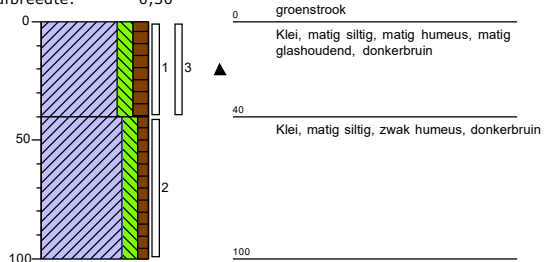 0,50
groenstrook
0
0
Klei, matig siltig, matig humeus, matig
glashoudend, donkerbruin
1
3
40
Klei, matig siltig, zwak humeus, donkerbruin
50
2
100
100